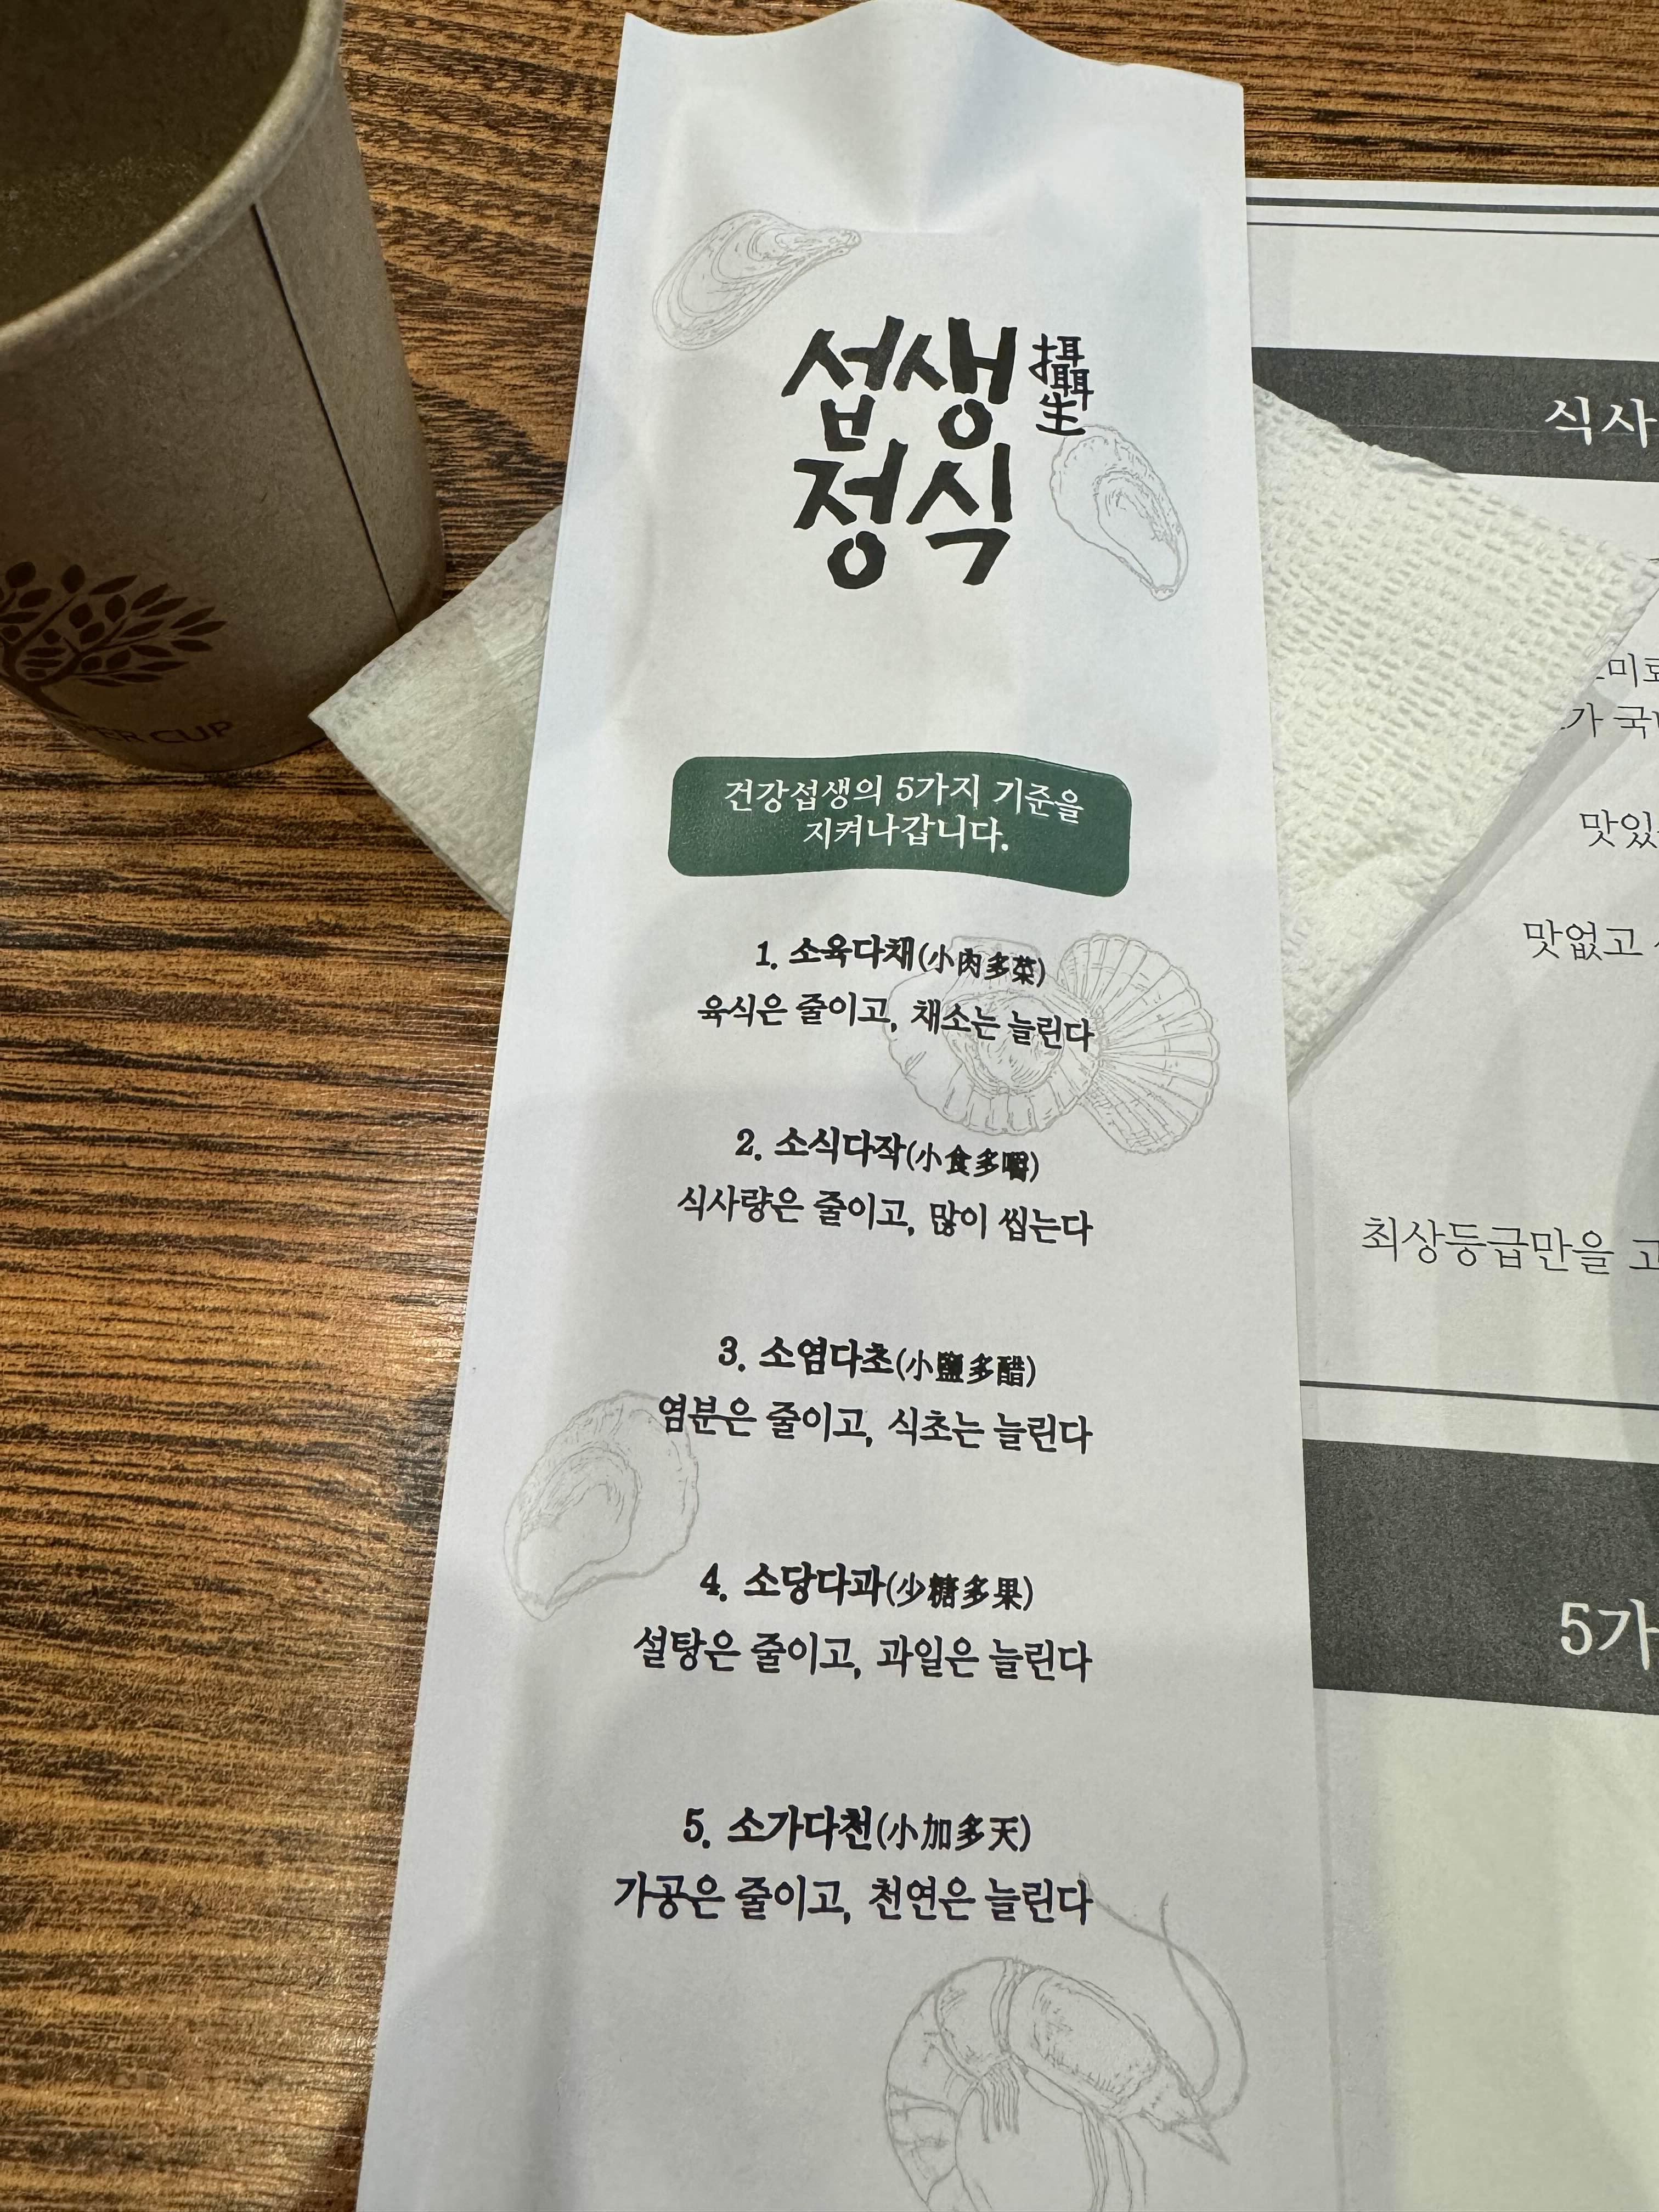 섭생
攝生
정식
건강섭생의 5가지 기준을
지켜나갑니다.
1. 소육다채(小肉多菜)
육식은 줄이고, 채소는 늘린다
2. 소식다작(小食多嚼)
식사량은 줄이고, 많이 씹는다
3. 소염다초(小鹽多醋)
염분은 줄이고, 식초는 늘린다
4. 소당다과(少糖多果)
설탕은 줄이고, 과일은 늘린다
5. 소가다천(小加多天)
가공은 줄이고, 천연은 늘린다
CUP
식사
가 국
맛있
맛없고
최상등급만을 고
5가